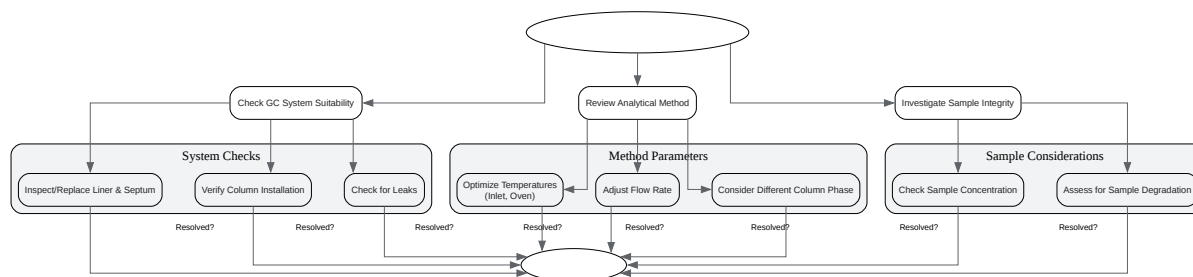 Check GC System Suitability
Review Analytical Method
Investigate Sample Integrity
System Checks
Method Parameters
Sample Considerations
Inspect/Replace Liner & Septum
Verify Column Installation
Check for Leaks
Optimize Temperatures
(Inlet, Oven)
Adjust Flow Rate
Consider Different Column Phase
Check Sample Concentration
Assess for Sample Degradation
Resolved?
Resolved?
Resolved?
Resolved?
Resolved?
Resolved?
Resolved?
Resolved?